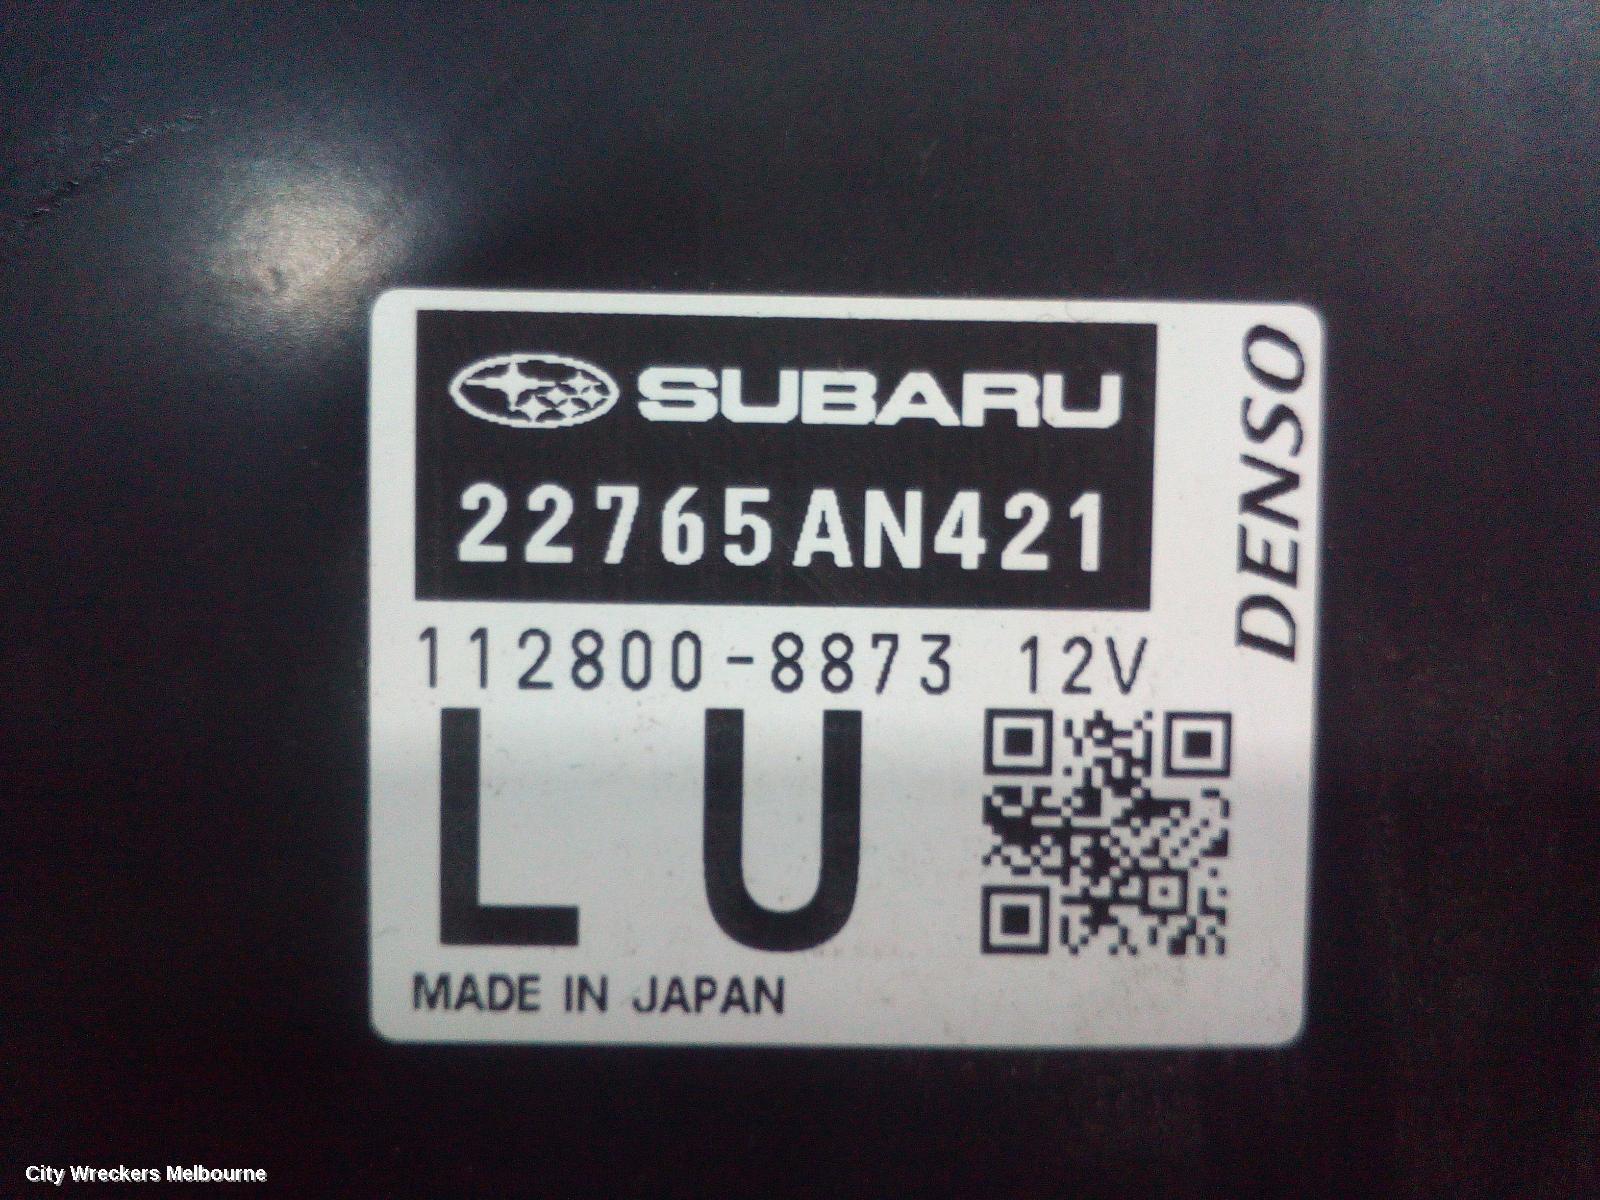 SUBARU
22765AN421
112800-8873 12V
L U
MADE IN JAPAN
DENSO
City Wreckers Melbourne